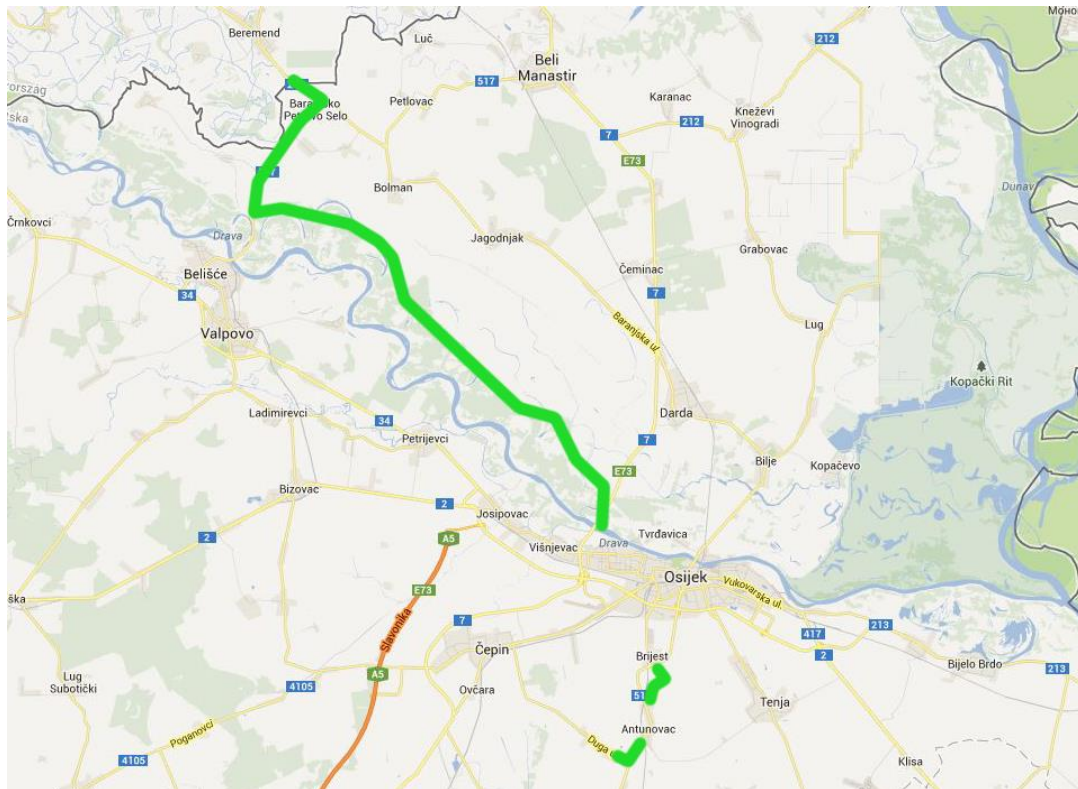 Beremend
Luč
212
Моно
Beli
Manastir
517
Petlovac
Karanac
Kneževi
Vinogradi
ország
Selo
7
212
E73
Bolman
Dunav
Črnkovci
Drava
Jagodnjak
Grabovac
Belišće
Čeminac
34
7
Baranjska ul.
Lug
Valpovo
Kopački Rit
Ladimirevci
34
Darda
Petrijevci
7
Bilje
Kopačevo
E73
Bizovac
2
Josipovac
2
A5
Višnjevac
Drava
Tvrđavica
Osijek
Vukovarska ul.
E73
Slavonika
7
417
213
Čepin
Brijest
2
Bijelo Brdo
213
Lug
Subotički
4105
A5
Ovčara
Tenja
Antunovac
Poganovci
Duga
4105
Klisa